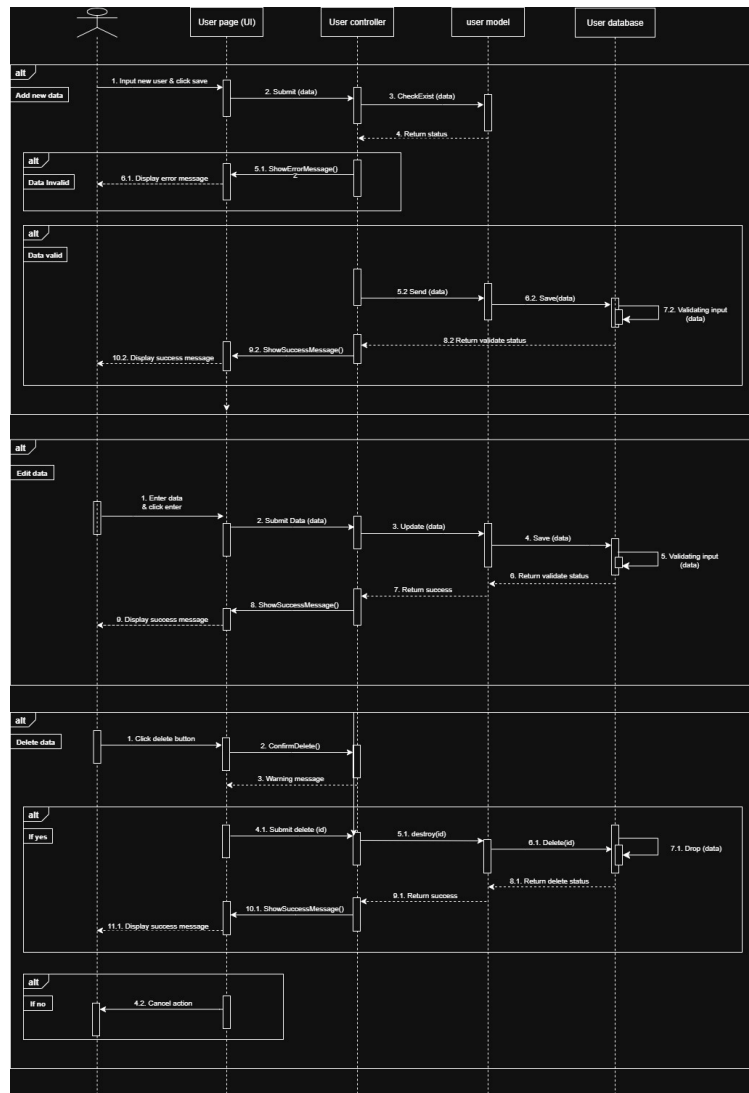 User page (UI)
User controller
user model
User database
alt
Add new data
1. Input new user & click save
2. Submit (data)
3. CheckExist (data)
4. Return status
alt
Data Invalid
5.1. ShowErrorMessage()
2
6.1. Display error message
alt
Data valid
5.2 Send (data)
6.2. Save(data)
7.2. Validating input
(data)
8.2 Return validate status
9.2. ShowSuccessMessage()
10.2. Display success message
alt
Edit data
1. Enter data
& click enter
2. Submit Data (data)
3. Update (data)
4. Save (data)
5. Validating input
(data)
6. Return validate status
7. Return success
8. ShowSuccessMessage()
9. Display success message
alt
Delete data
1. Click delete button
2. ConfirmDelete()
3. Warning message
alt
If yes
4.1. Submit delete (id)
5.1. destroy(id)
6.1. Delete(id)
7.1. Drop (data)
8.1. Return delete status
9.1. Return success
10.1. ShowSuccessMessage()
11.1. Display success message
alt
If no
4.2. Cancel action